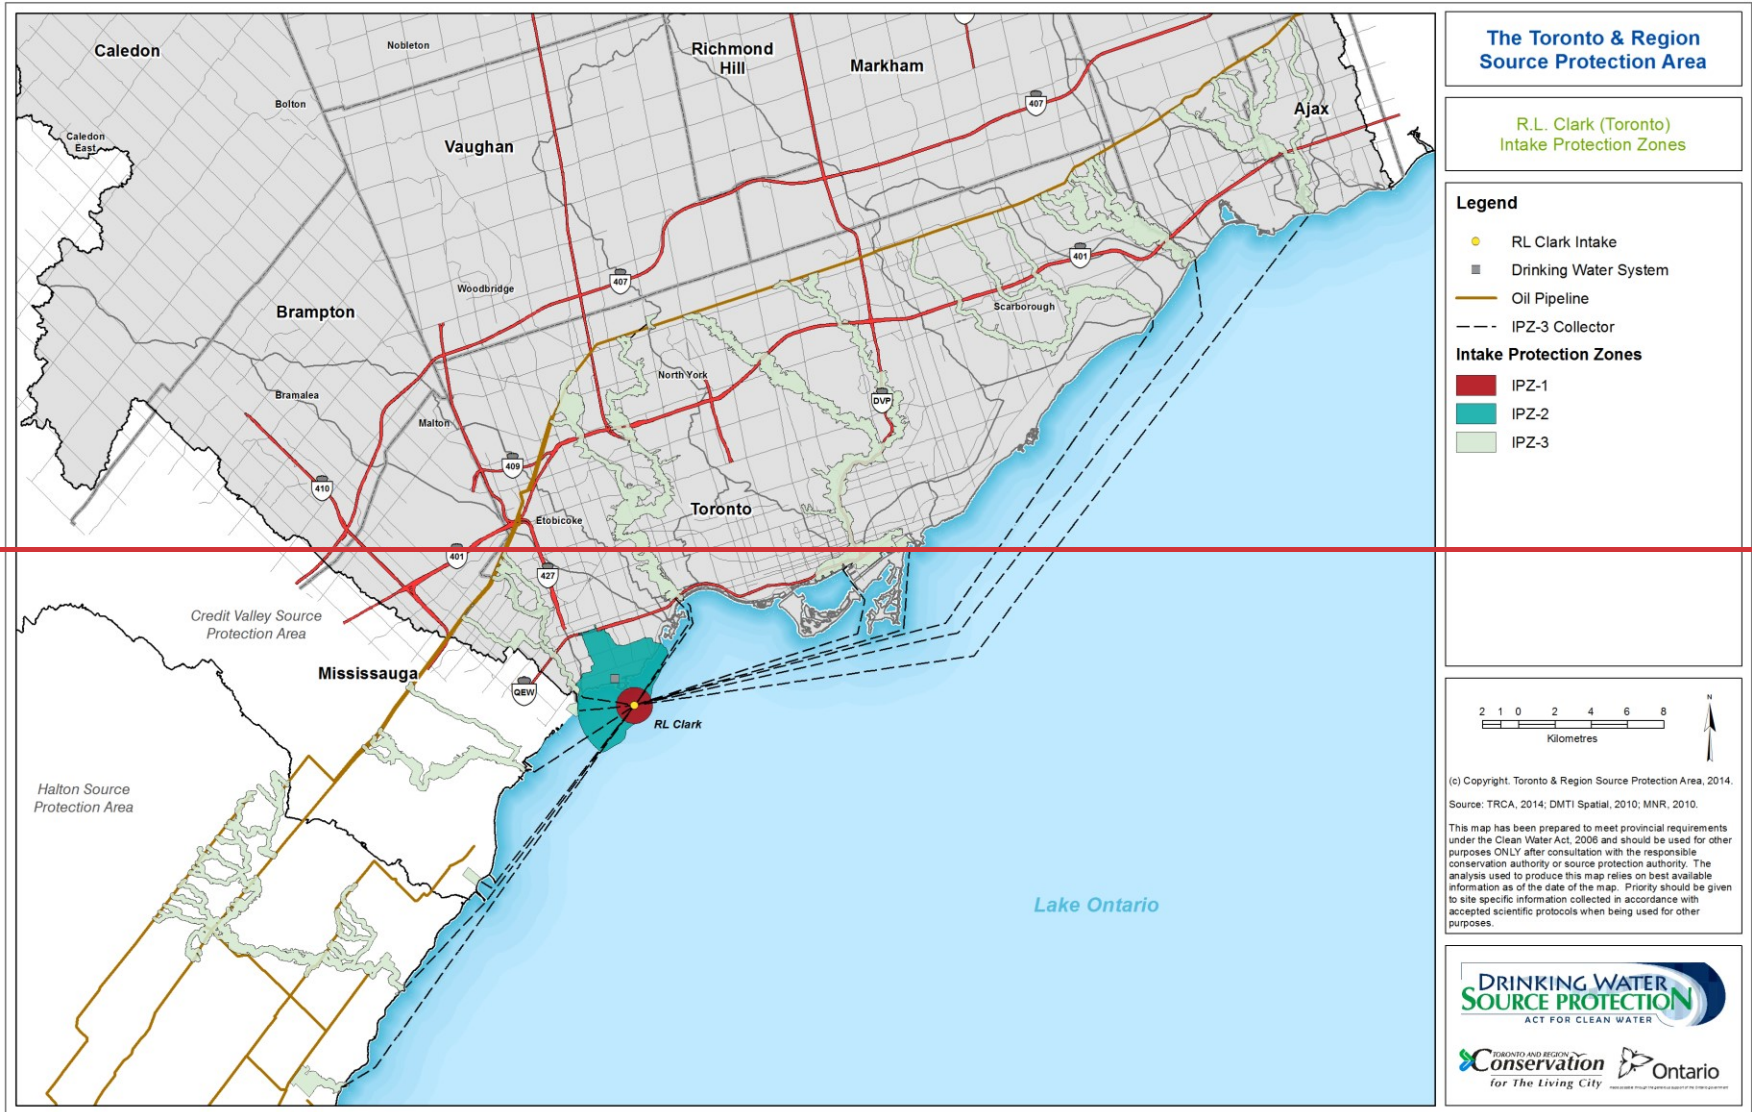 Caledon
Nobleton
Richmond
Hill
Markham
Bolton
407
Ajax
Caledon
East
Vaughan
401
407
Woodbridge
Scarborough
Brampton
North York
Bramalea
DVP
Malton
409
410
Toronto
Etobicoke
401
427
Credit Valley Source
Protection Area
Mississauga
QEW
RL Clark
Halton Source
Protection Area
Lake Ontario
The Toronto & Region
Source Protection Area
R.L. Clark (Toronto)
Intake Protection Zones
Legend
RL Clark Intake
Drinking Water System
Oil Pipeline
IPZ-3 Collector
Intake Protection Zones
IPZ-1
IPZ-2
IPZ-3
N
2 1 0 2 4 6 8
Kilometres
(c) Copyright. Toronto & Region Source Protection Area, 2014.
Source: TRCA, 2014; DMTI Spatial, 2010; MNR, 2010.
This map has been prepared to meet provincial requirements
under the Clean Water Act, 2006 and should be used for other
purposes ONLY after consultation with the responsible
conservation authority or source protection authority. The
analysis used to produce this map relies on best available
information as of the date of the map. Priority should be given
to site specific information collected in accordance with
accepted scientific protocols when being used for other
purposes.
DRINKING WATER
SOURCE PROTECTION
ACT FOR CLEAN WATER
TORONTO AND REGION
Conservation
for The Living City
Ontario